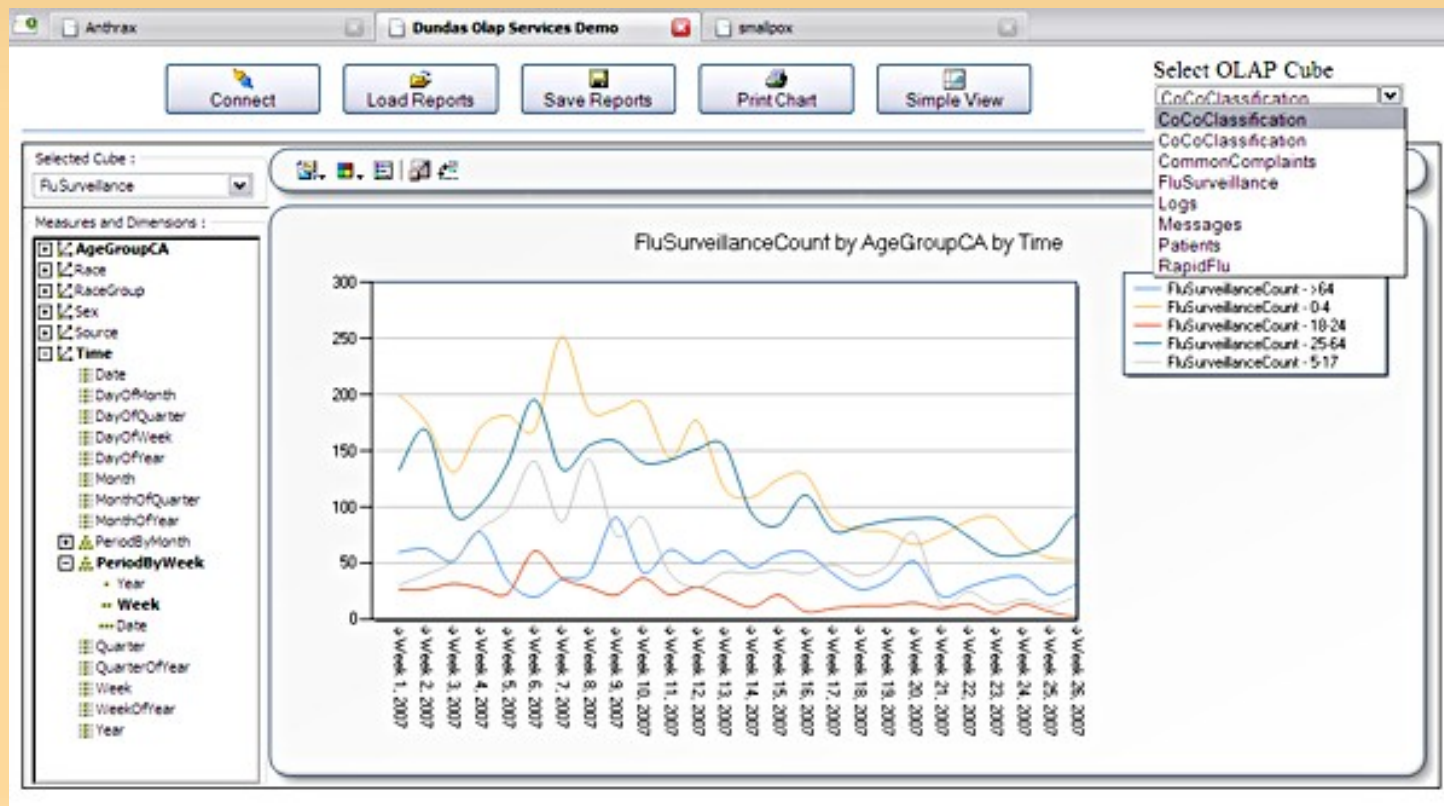 Anthrax
Dundas Olap Services Demo
smallpox
Connect
Load Reports
Save Reports
Print Chart
Simple View
Select OLAP Cube
CoCoClassification
CoCoClassification
CoCoClassification
CommonComplaints
FluSurveillance
Logs
Messages
Patients
RapidFlu
Selected Cube :
FluSurveillance
Measures and Dimensions :
AgeGroupCA
Race
RaceGroup
Sex
Source
Time
Date
DayOfMonth
DayOfQuarter
DayOfWeek
DayOfYear
Month
MonthOfQuarter
MonthOfYear
PeriodByMonth
PeriodByWeek
Year
Week
Date
Quarter
QuarterOfYear
Week
WeekOfYear
Year
FluSurveillanceCount by AgeGroupCA by Time
300
250
200
150
100
50
0
FluSurveillanceCount - >64
FluSurveillanceCount - 0-4
FluSurveillanceCount - 18-24
FluSurveillanceCount - 25-64
FluSurveillanceCount - 5-17
Week 1, 2007
Week 2, 2007
Week 3, 2007
Week 4, 2007
Week 5, 2007
Week 6, 2007
Week 7, 2007
Week 8, 2007
Week 9, 2007
Week 10, 2007
Week 11, 2007
Week 12, 2007
Week 13, 2007
Week 14, 2007
Week 15, 2007
Week 16, 2007
Week 17, 2007
Week 18, 2007
Week 19, 2007
Week 20, 2007
Week 21, 2007
Week 22, 2007
Week 23, 2007
Week 24, 2007
Week 25, 2007
Week 26, 2007